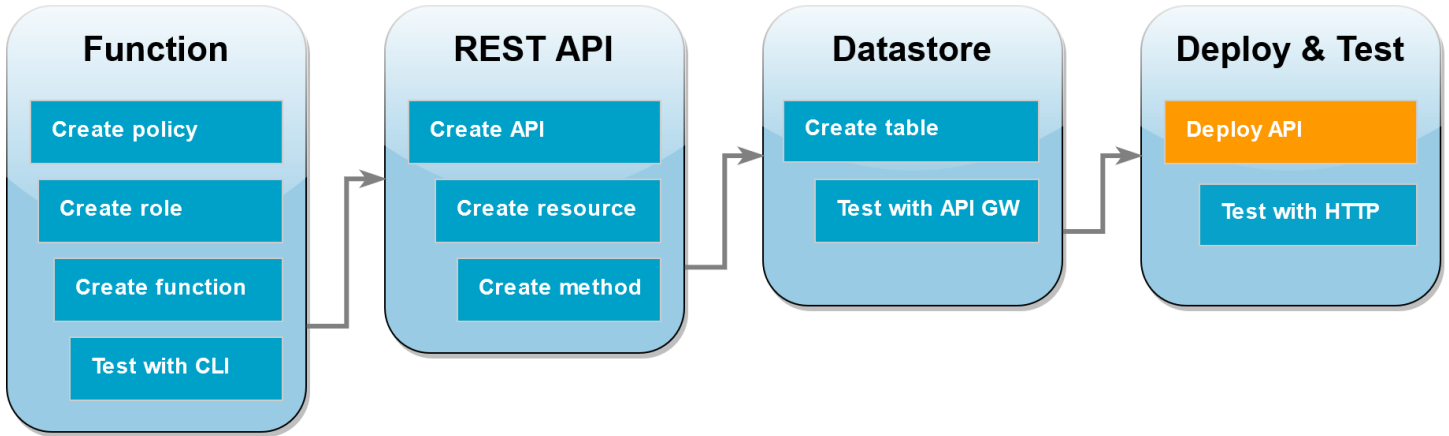 Function
Create policy
Create role
Create function
Test with CLI
REST API
Create API
Create resource
Create method
Datastore
Create table
Test with API GW
Deploy & Test
Deploy API
Test with HTTP